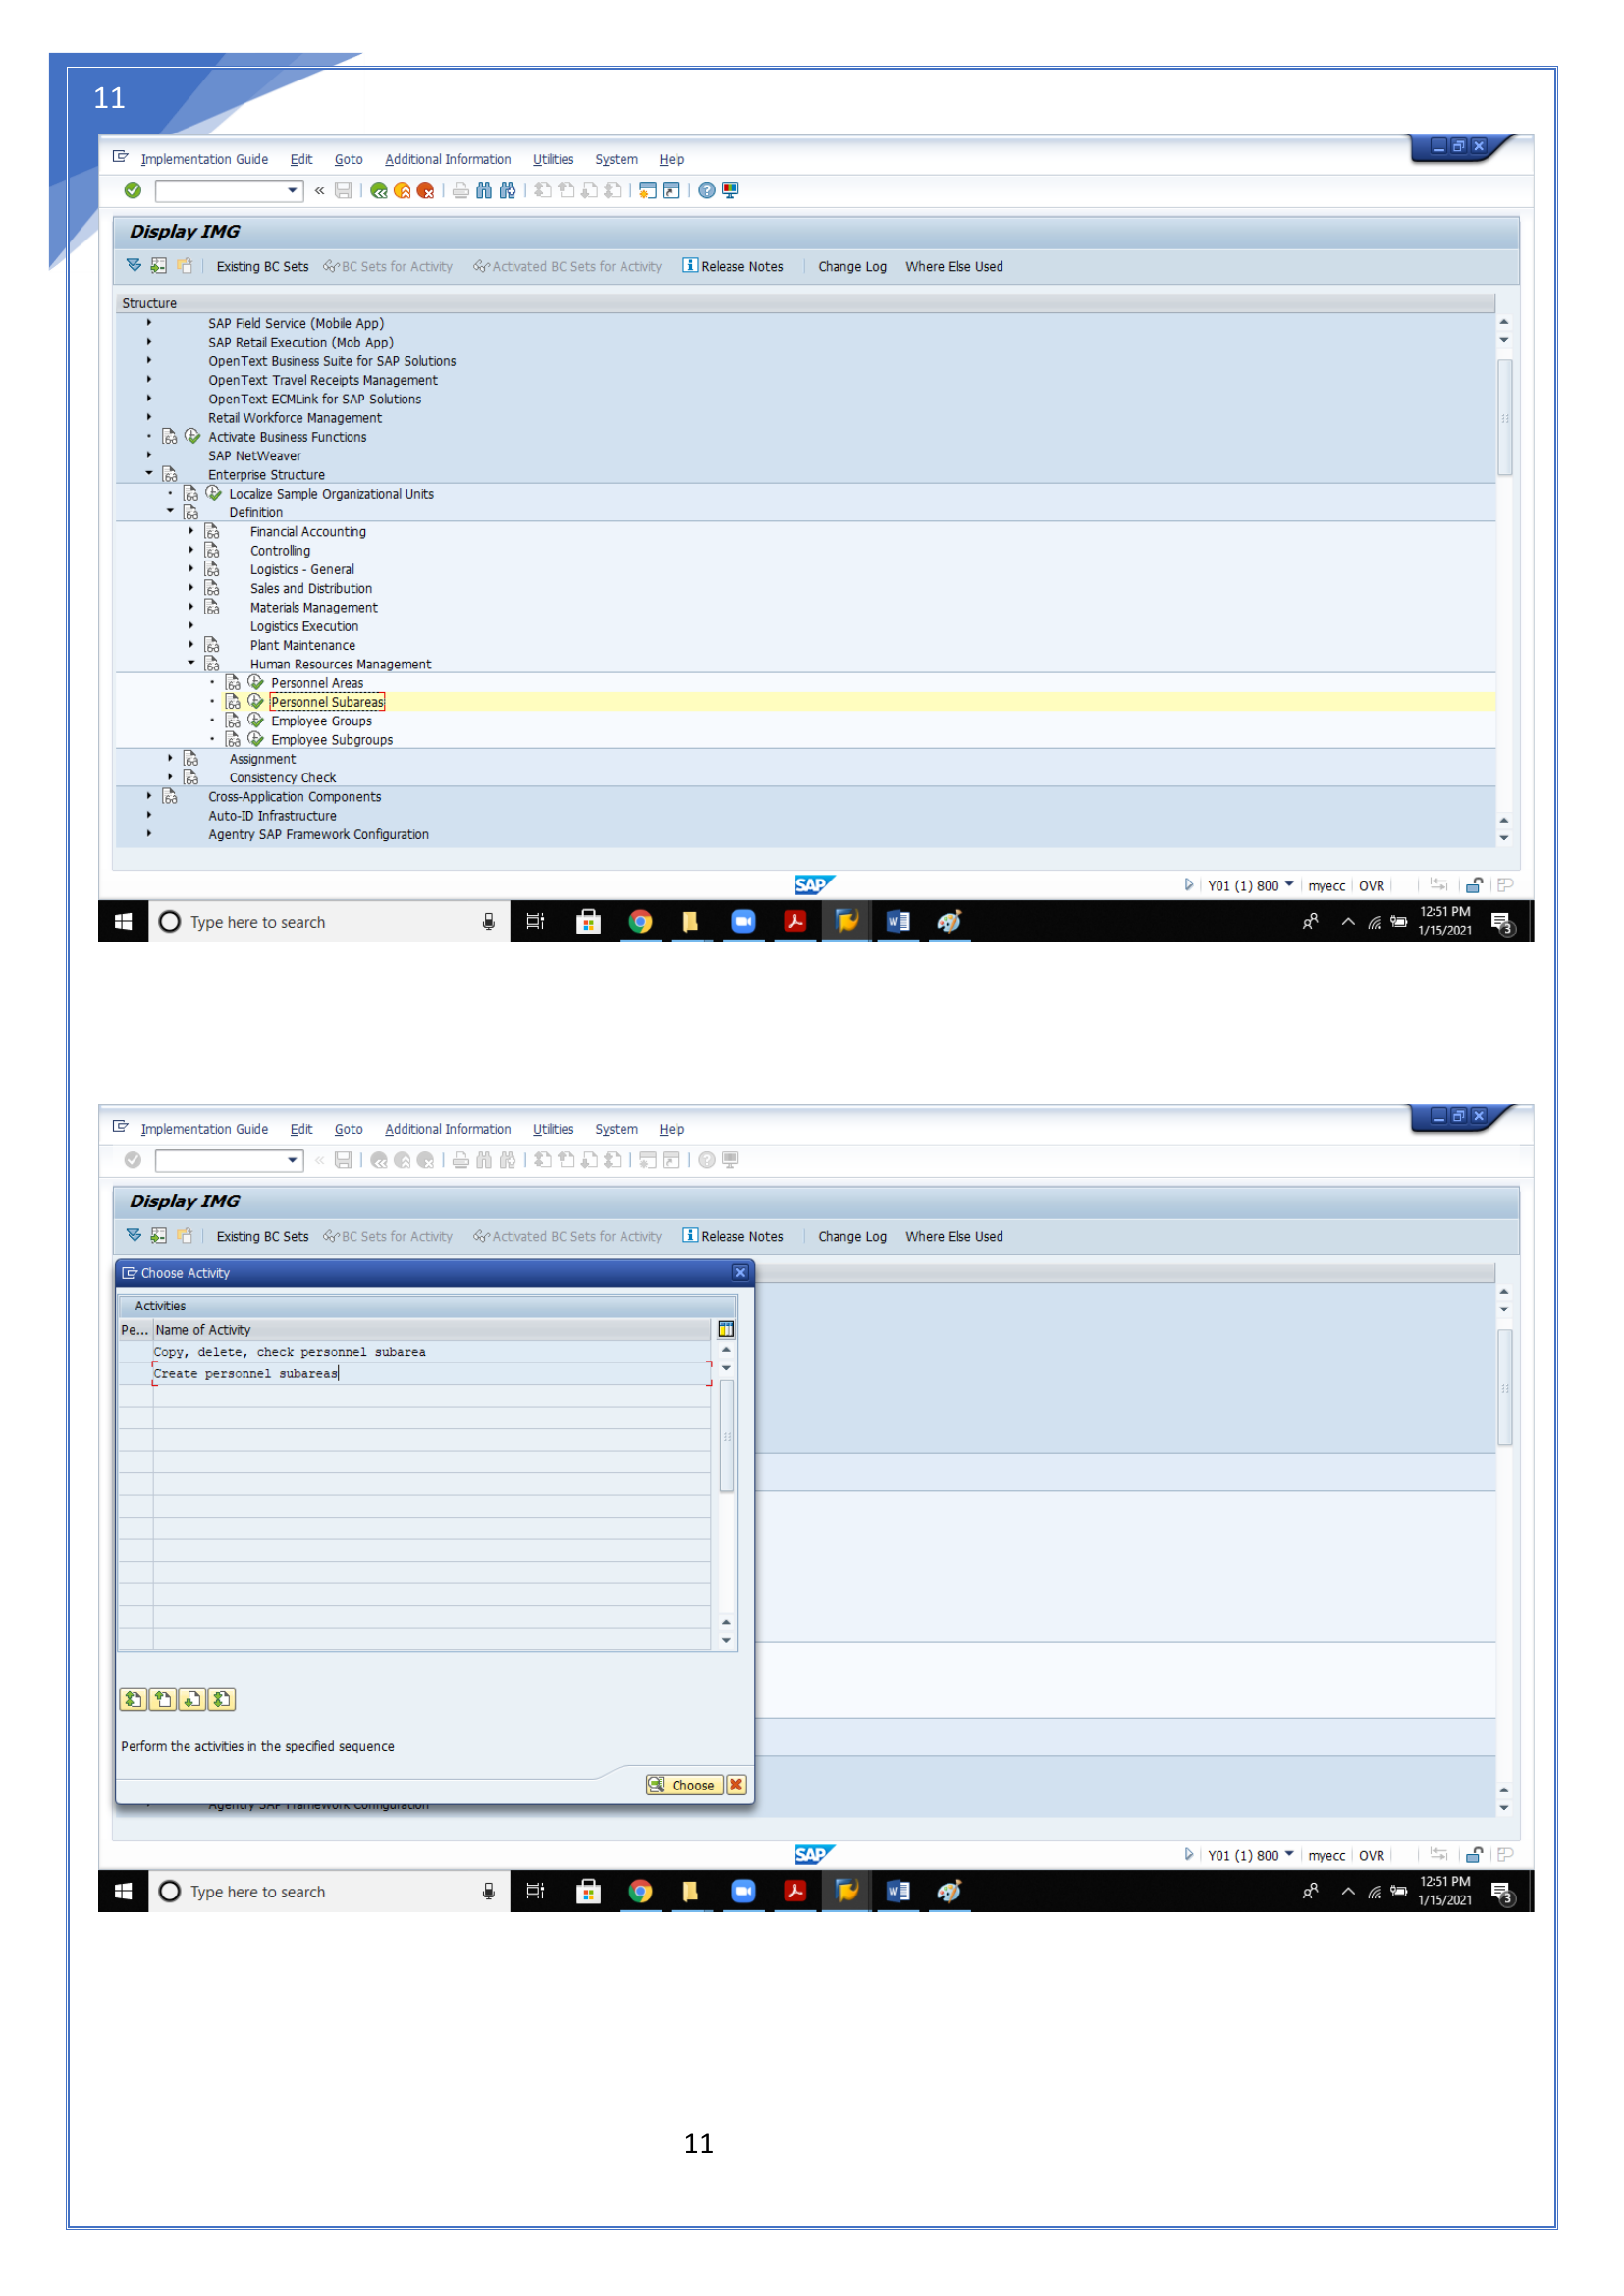 11
Implementation Guide Edit Goto Additional Information Utilities System Help
Display IMG
Existing BC Sets BC Sets for Activity Activated BC Sets for Activity Release Notes Change Log Where Else Used
Structure
SAP Field Service (Mobile App)
SAP Retail Execution (Mob App)
OpenText Business Suite for SAP Solutions
OpenText Travel Receipts Management
OpenText ECMLink for SAP Solutions
Retail Workforce Management
Activate Business Functions
SAP NetWeaver
Enterprise Structure
Localize Sample Organizational Units
Definition
Financial Accounting
Controlling
Logistics - General
Sales and Distribution
Materials Management
Logistics Execution
Plant Maintenance
Human Resources Management
Personnel Areas
Personnel Subareas
Employee Groups
Employee Subgroups
Assignment
Consistency Check
Cross-Application Components
Auto-ID Infrastructure
Agentry SAP Framework Configuration
SAP Y01 (1) 800 myecc OVR
Type here to search 12:51 PM
1/15/2021 3
Implementation Guide Edit Goto Additional Information Utilities System Help
Display IMG
Existing BC Sets BC Sets for Activity Activated BC Sets for Activity Release Notes Change Log Where Else Used
Choose Activity
Activities
Pe... Name of Activity
Copy, delete, check personnel subarea
Create personnel subareas
Perform the activities in the specified sequence
Choose
Agentry SAP Framework Configuration
SAP Y01 (1) 800 myecc OVR
Type here to search 12:51 PM
1/15/2021 3
11